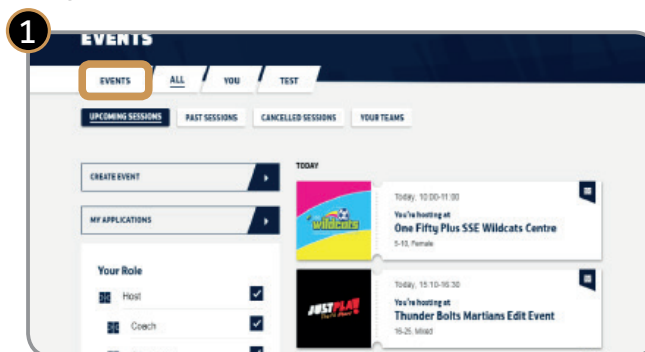 1
EVENTS
EVENTS ALL YOU TEST
UPCOMING SESSIONS PAST SESSIONS CANCELLED SESSIONS YOUR TEAMS
CREATE EVENT
MY APPLICATIONS
Your Role
Host
Coach
TODAY
wildcats
Today, 10:00-11:00
You're hosting at
One Fifty Plus SSE Wildcats Centre
5-10, Female
JUST PLAY
Today, 15:10-16:30
You're hosting at
Thunder Bolts Martians Edit Event
16-25, Mixed